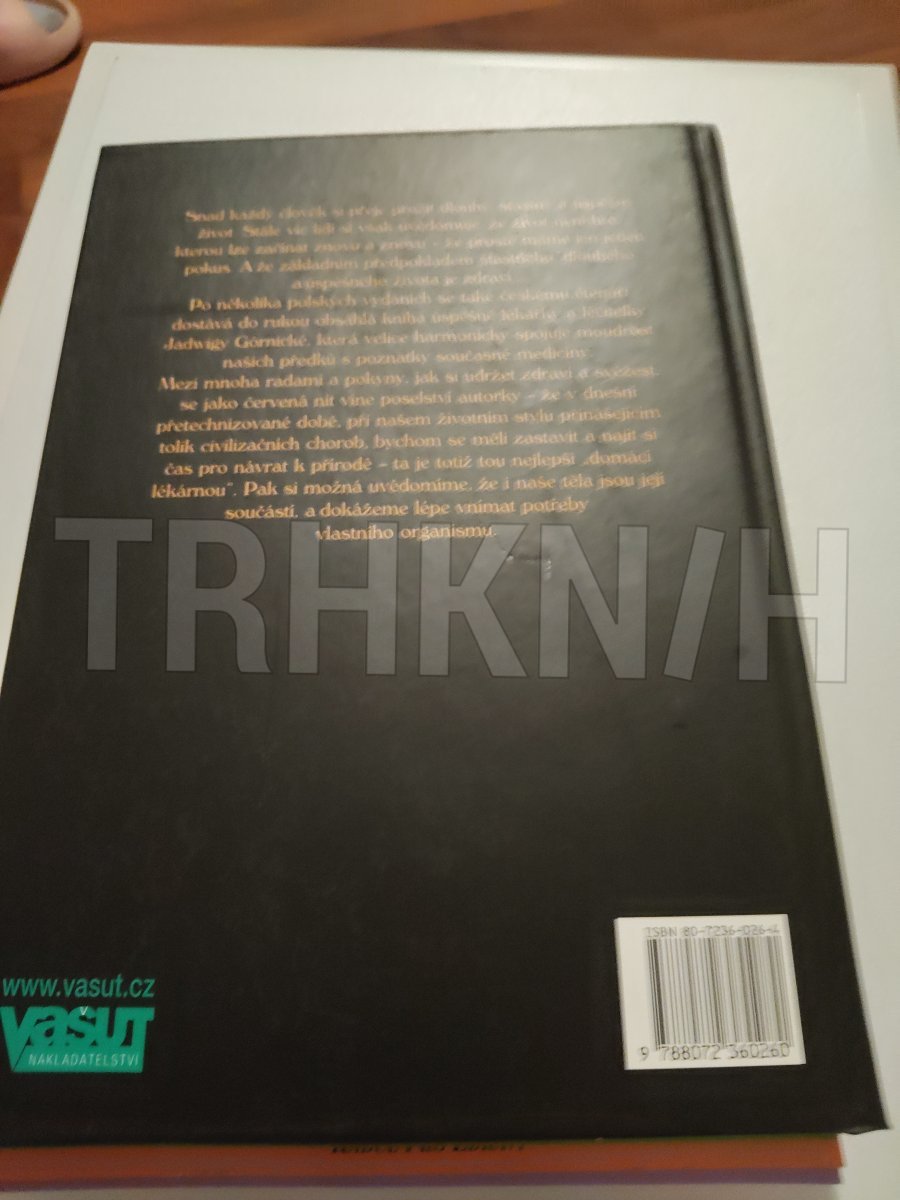 Snad každý člověk si přeje prožít dlouhý, šťastný a úspěšný
život. Stále víc lidí si však uvědomuje, že život není hra,
kterou lze začínat znovu a znovu – že prostě máme jen jeden
pokus. A že základním předpokladem šťastného, dlouhého
a úspěšného života je zdraví.
Po několika polských vydáních se také českému čtenáři
dostává do rukou obsáhlá kniha úspěšné lékařky a léčitelky
Jadwigy Górnické, která velice harmonicky spojuje moudrost
našich předků s poznatky současné medicíny.
Mezi mnoha radami a pokyny, jak si udržet zdraví a svěžest,
se jako červená nit vine poselství autorky – že v dnešní
přetechnizované době, při našem životním stylu přinášejícím
tolik civilizačních chorob, bychom se měli zastavit a najít si
čas pro návrat k přírodě – ta je totiž tou nejlepší „domácí
lékárnou“. Pak si možná uvědomíme, že i naše těla jsou její
součástí, a dokážeme lépe vnímat potřeby
vlastního organismu.
TRHKNIH
ISBN 80-7236-026-4
9 788072 360260
www.vasut.cz
VAŠUT
NAKLADATELSTVÍ